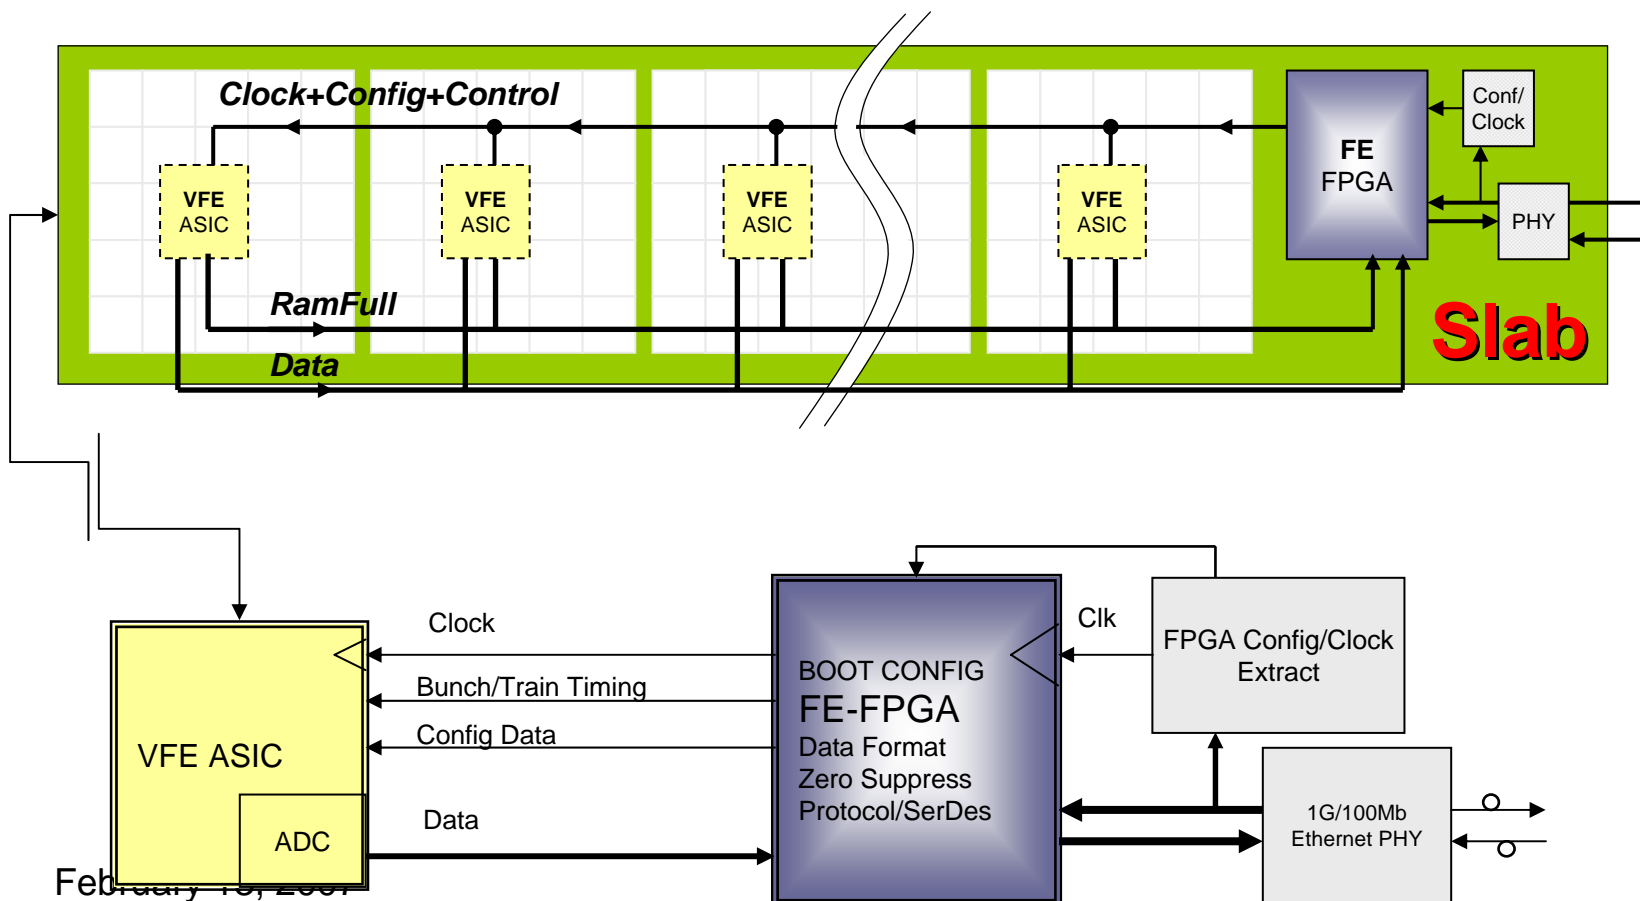 Clock+Config+Control
Conf/
Clock
FE
FPGA
VFE
ASIC
VFE
ASIC
VFE
ASIC
VFE
ASIC
PHY
RamFull
Slab
Data
Clock
Clk
FPGA Config/Clock
Extract
BOOT CONFIG
Bunch/Train Timing
FE-FPGA
Config Data
VFE ASIC
Data Format
Zero Suppress
Protocol/SerDes
1G/100Mb
Ethernet PHY
Data
ADC
February